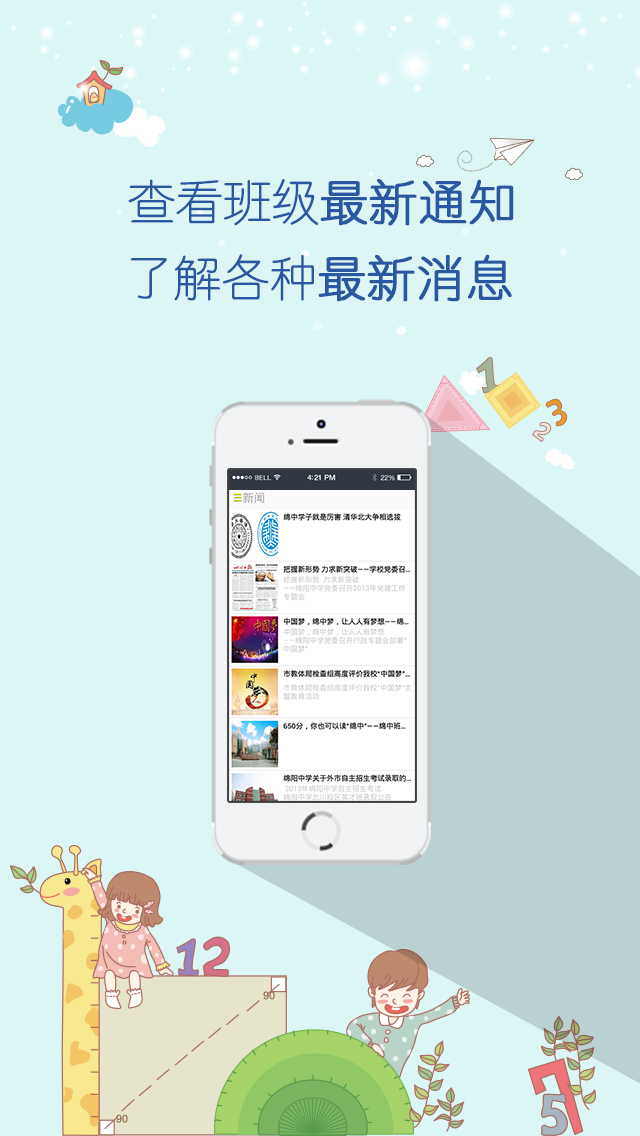 查看班级最新通知
了解各种最新消息
1
3
2
BELL 4:21 PM 22%
新闻
绵中学子就是厉害 清华北大争相选拔
把握新形势 力求新突破——学校党委召...
把握新形势 力求新突破
——绵阳中学党委召开2013年党建工作
专题会
中国梦，绵中梦，让人人有梦想——绵...
中国梦，绵中梦，让人人有梦想
——绵阳中学党委召开行政专题会部署"
中国梦"
市教体局检查组高度评价我校"中国梦"...
市教体局检查组高度评价我校"中国梦"主
题教育活动
650分，你也可以读"绵中"——绵中班...
绵阳中学关于外市自主招生考试录取的...
2013年绵阳中学自主招生考试
绵阳中学北川校区英才班录取公告
12
90
90
7
5